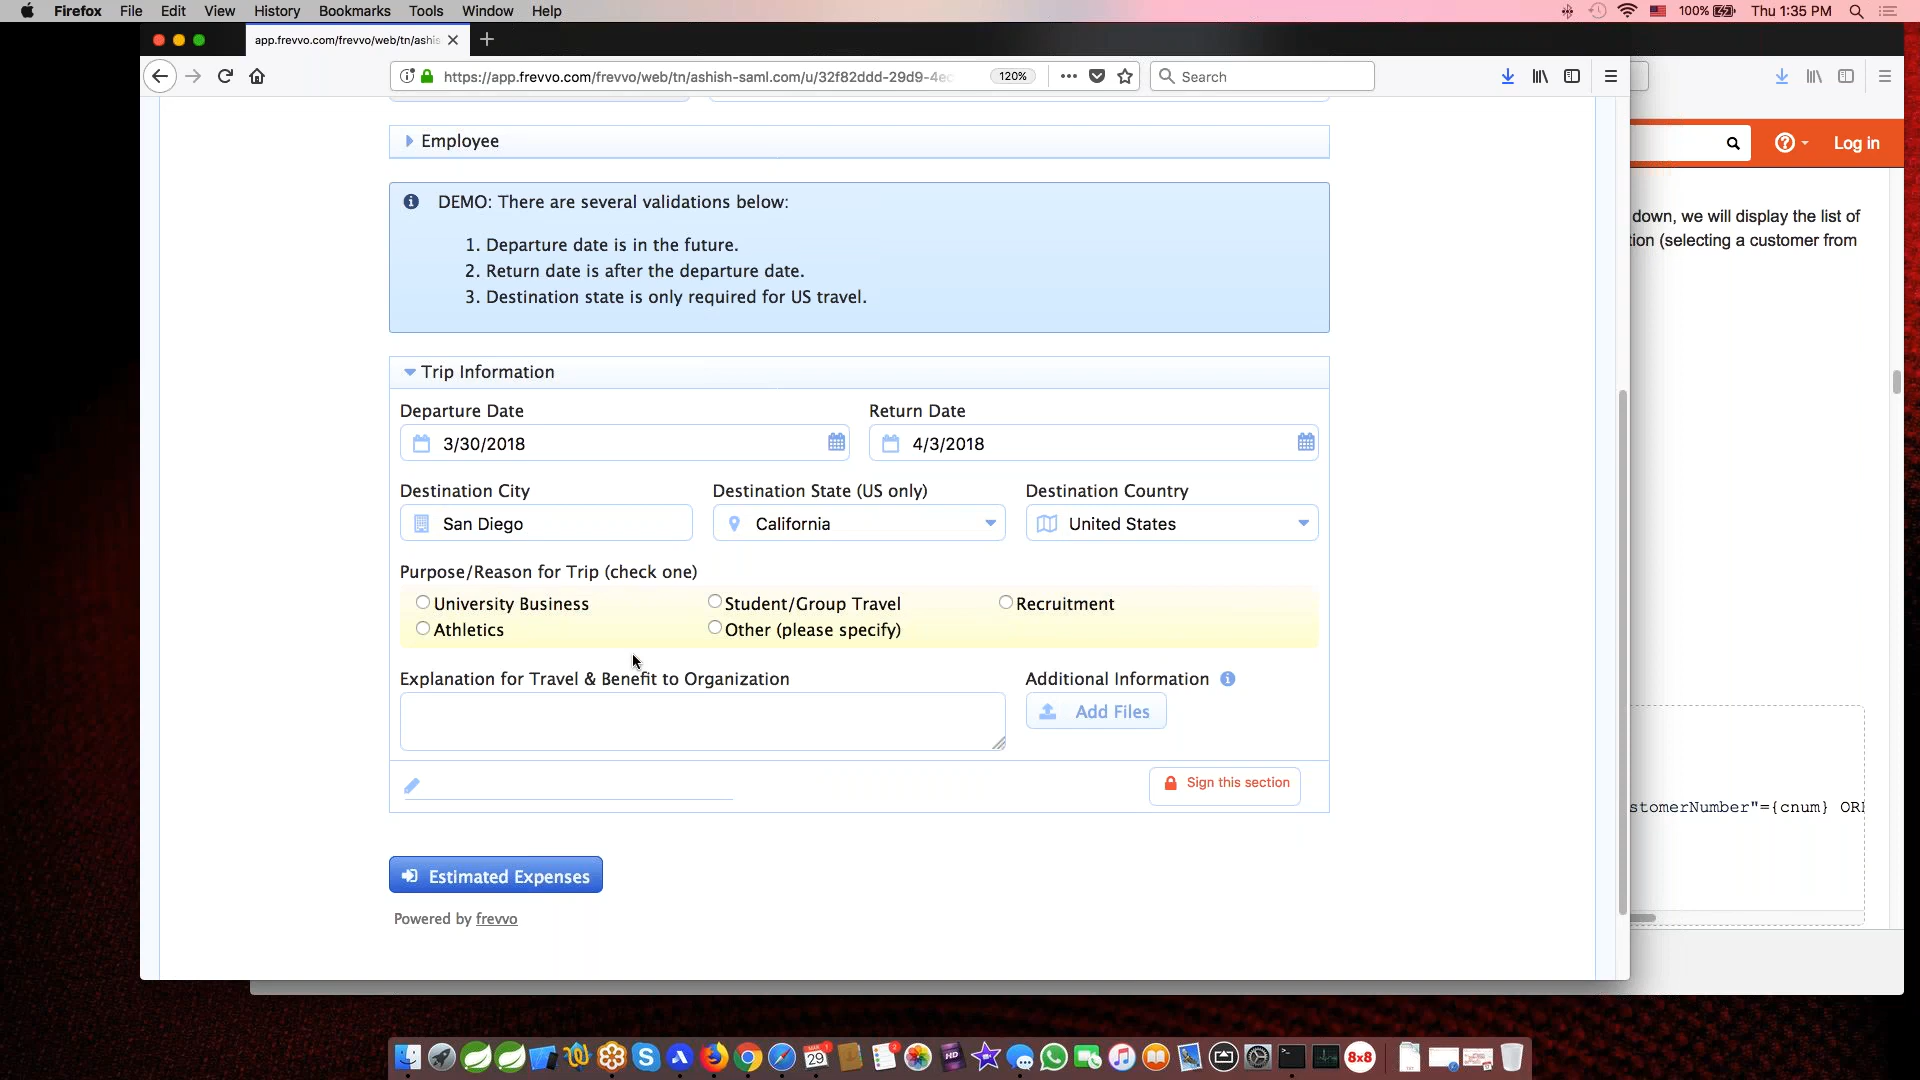 Firefox File Edit View History Bookmarks Tools Window Help 100% Thu 1:35 PM
app.frevvo.com/frevvo/web/tn/ashis
https://app.frevvo.com/frevvo/web/tn/ashish-saml.com/u/32f82ddd-29d9-4ec 120% Search
Log in
Employee
down, we will display the list of
tion (selecting a customer from
DEMO: There are several validations below:
1. Departure date is in the future.
2. Return date is after the departure date.
3. Destination state is only required for US travel.
Trip Information
Departure Date Return Date
3/30/2018 4/3/2018
Destination City Destination State (US only) Destination Country
San Diego California United States
Purpose/Reason for Trip (check one)
University Business Student/Group Travel Recruitment
Athletics Other (please specify)
Explanation for Travel & Benefit to Organization Additional Information
Add Files
Sign this section
stomerNumber"={cnum} ORI
Estimated Expenses
Powered by frevvo
29 2 HD 8x8